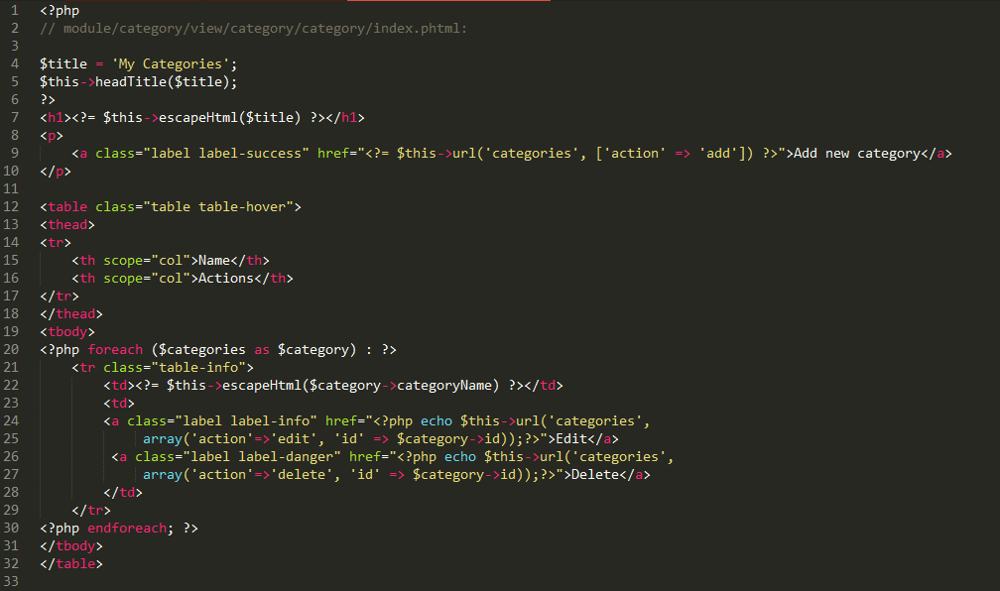 1 <?php
2 // module/category/view/category/category/index.phtml:
3
4 $title = 'My Categories';
5 $this->headTitle($title);
6 ?>
7 <h1><?= $this->escapeHtml($title) ?></h1>
8 <p>
9     <a class="label label-success" href="<?= $this->url('categories', ['action' => 'add']) ?>">Add new category</a>
10 </p>
11
12 <table class="table table-hover">
13 <thead>
14 <tr>
15     <th scope="col">Name</th>
16     <th scope="col">Actions</th>
17 </tr>
18 </thead>
19 <tbody>
20 <?php foreach ($categories as $category) : ?>
21     <tr class="table-info">
22         <td><?= $this->escapeHtml($category->categoryName) ?></td>
23         <td>
24         <a class="label label-info" href="<?php echo $this->url('categories',
25              array('action'=>'edit', 'id' => $category->id));?>">Edit</a>
26          <a class="label label-danger" href="<?php echo $this->url('categories',
27              array('action'=>'delete', 'id' => $category->id));?>">Delete</a>
28         </td>
29     </tr>
30 <?php endforeach; ?>
31 </tbody>
32 </table>
33